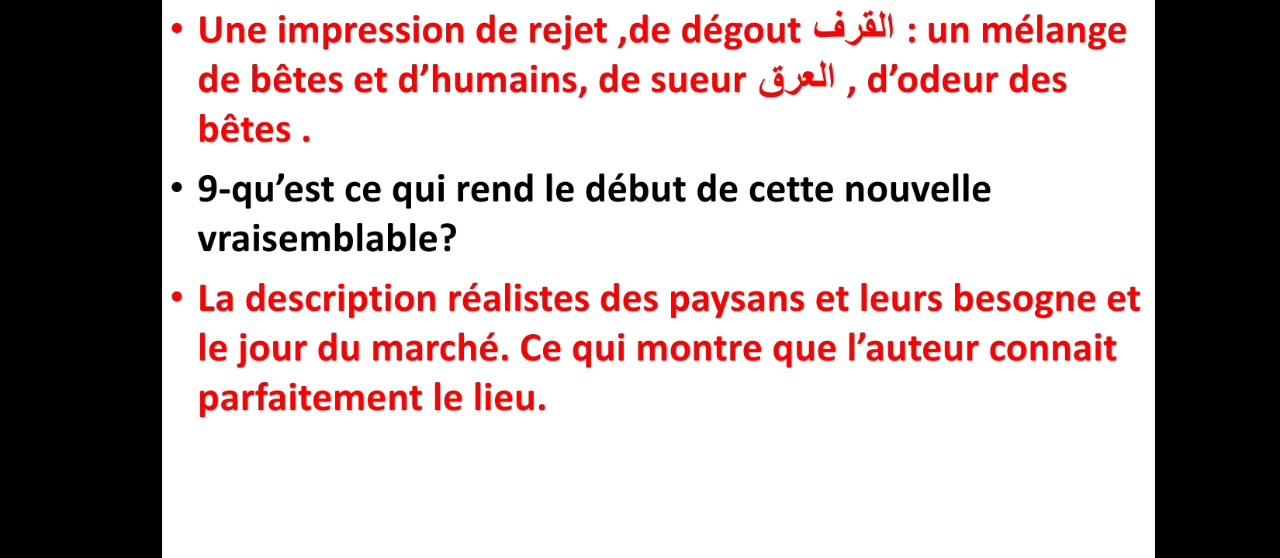 • Une impression de rejet ,de dégout القرف : un mélange
de bêtes et d’humains, de sueur العرق , d’odeur des
bêtes .
• 9-qu’est ce qui rend le début de cette nouvelle
vraisemblable?
• La description réalistes des paysans et leurs besogne et
le jour du marché. Ce qui montre que l’auteur connait
parfaitement le lieu.